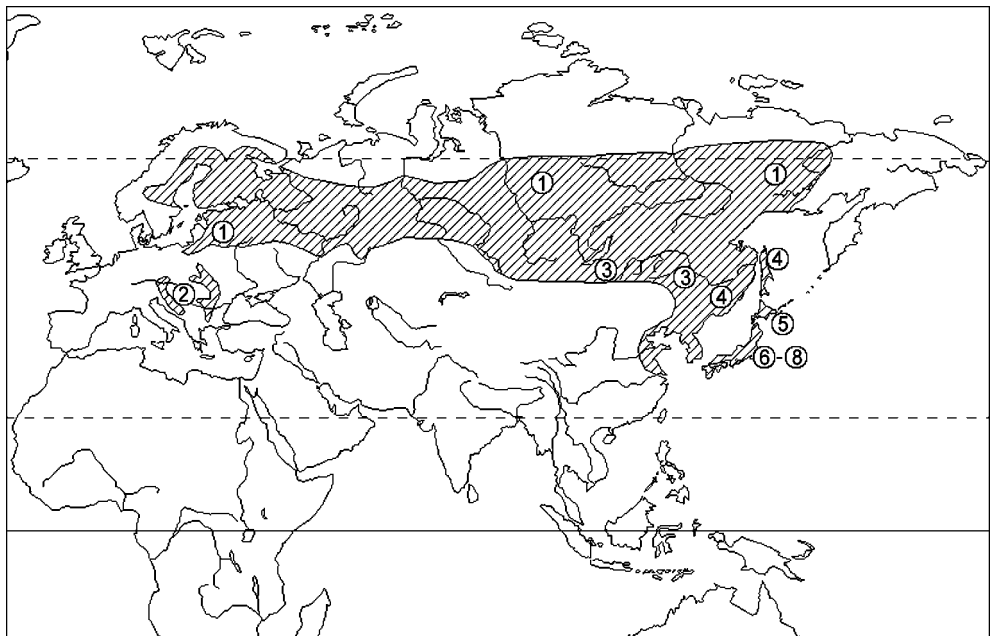 ① ①
① ③ ③ ④
② ④
⑤
⑥-⑧